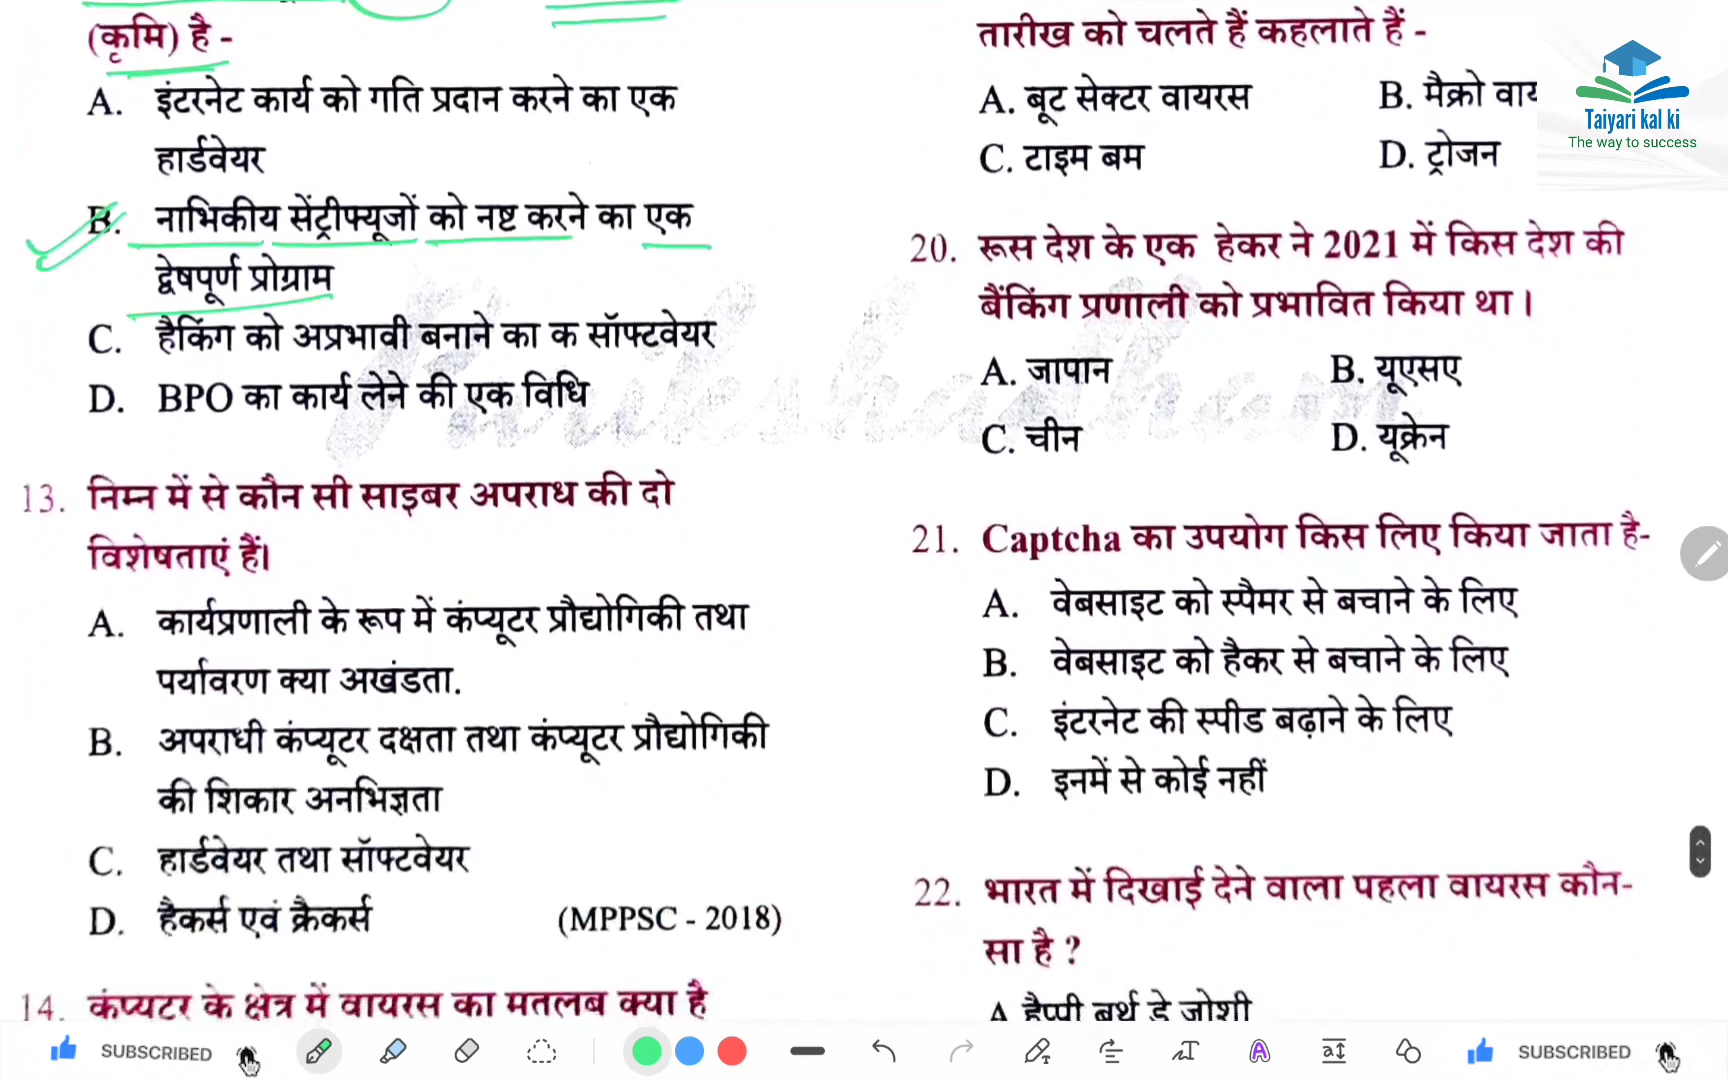 (कृमि) है -
A. इंटरनेट कार्य को गति प्रदान करने का एक
हार्डवेयर
B. नाभिकीय सेंट्रीफ्यूजों को नष्ट करने का एक
द्वेषपूर्ण प्रोग्राम
C. हैकिंग को अप्रभावी बनाने का क सॉफ्टवेयर
D. BPO का कार्य लेने की एक विधि
13. निम्न में से कौन सी साइबर अपराध की दो
विशेषताएं हैं।
A. कार्यप्रणाली के रूप में कंप्यूटर प्रौद्योगिकी तथा
पर्यावरण क्या अखंडता.
B. अपराधी कंप्यूटर दक्षता तथा कंप्यूटर प्रौद्योगिकी
की शिकार अनभिज्ञता
C. हार्डवेयर तथा सॉफ्टवेयर
D. हैकर्स एवं क्रैकर्स (MPPSC - 2018)
14. कंप्यटर के क्षेत्र में वायरस का मतलब क्या है
तारीख को चलते हैं कहलाते हैं -
A. बूट सेक्टर वायरस B. मैक्रो वाय
C. टाइम बम D. ट्रोजन
20. रूस देश के एक हेकर ने 2021 में किस देश की
बैंकिंग प्रणाली को प्रभावित किया था।
A. जापान B. यूएसए
C. चीन D. यूक्रेन
21. Captcha का उपयोग किस लिए किया जाता है-
A. वेबसाइट को स्पैमर से बचाने के लिए
B. वेबसाइट को हैकर से बचाने के लिए
C. इंटरनेट की स्पीड बढ़ाने के लिए
D. इनमें से कोई नहीं
22. भारत में दिखाई देने वाला पहला वायरस कौन-
सा है ?
A हैप्पी बर्थ डे जोशी
Taiyari kal ki
The way to success
SUBSCRIBED
SUBSCRIBED